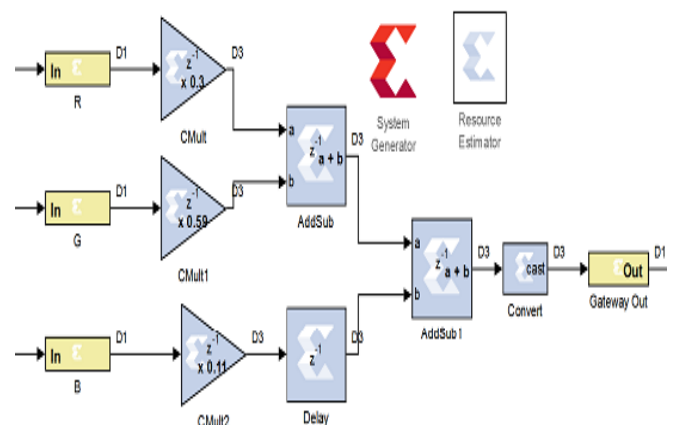 D1
In
R
z-1
x 0.3
CMult
D3
System
Generator
Resource
Estimator
a
b
z-1
a + b
AddSub
D3
D1
In
G
z-1
x 0.59
CMult1
D3
a
b
z-1
a + b
AddSub1
D3
cast
Convert
D3
Out
Gateway Out
D1
D1
In
B
z-1
x 0.11
CMult2
D3
z-1
Delay
D3